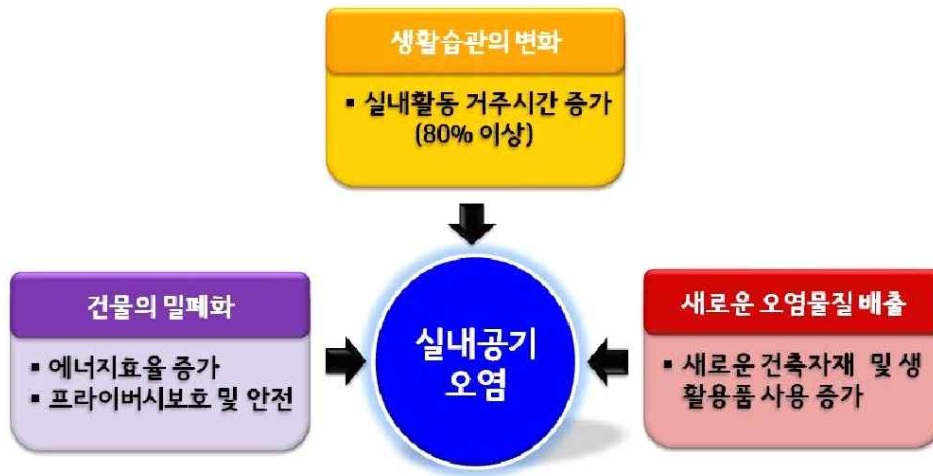 생활습관의 변화
▪ 실내활동 거주시간 증가
(80% 이상)
건물의 밀폐화
▪ 에너지효율 증가
▪ 프라이버시보호 및 안전
실내공기
오염
새로운 오염물질 배출
▪ 새로운 건축자재 및 생
활용품 사용 증가